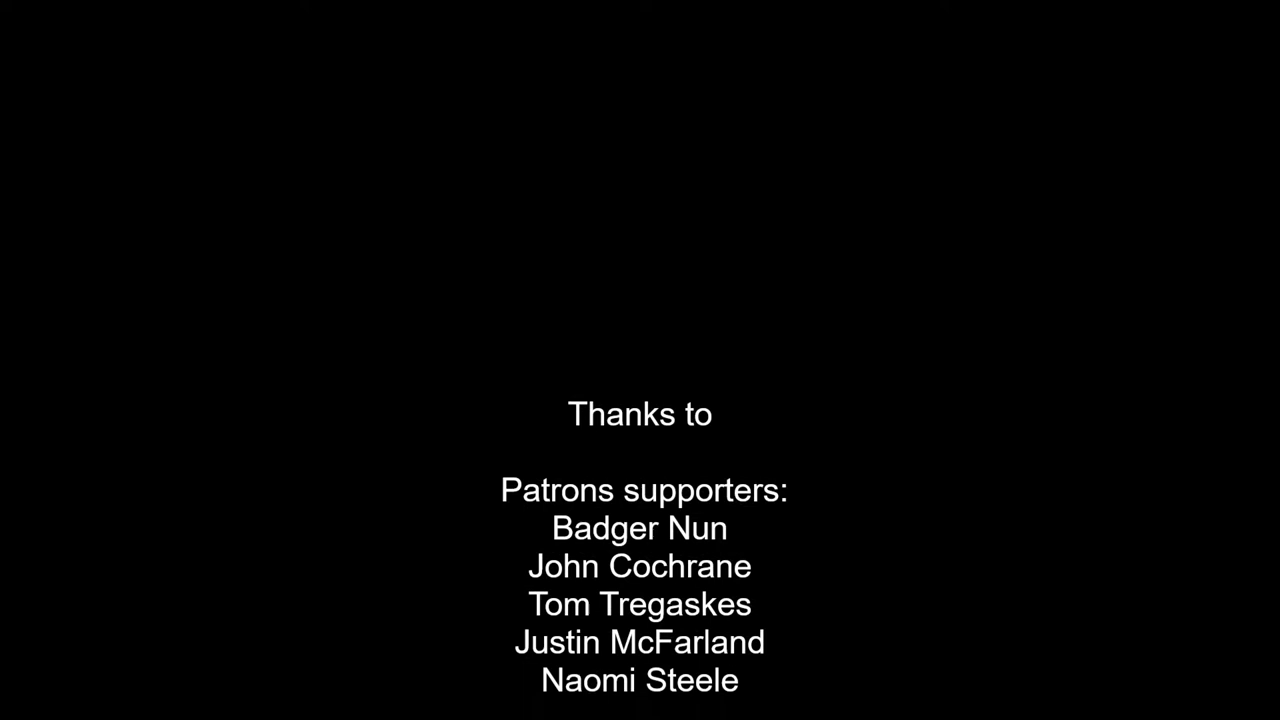 Thanks to
Patrons supporters:
Badger Nun
John Cochrane
Tom Tregaskes
Justin McFarland
Naomi Steele